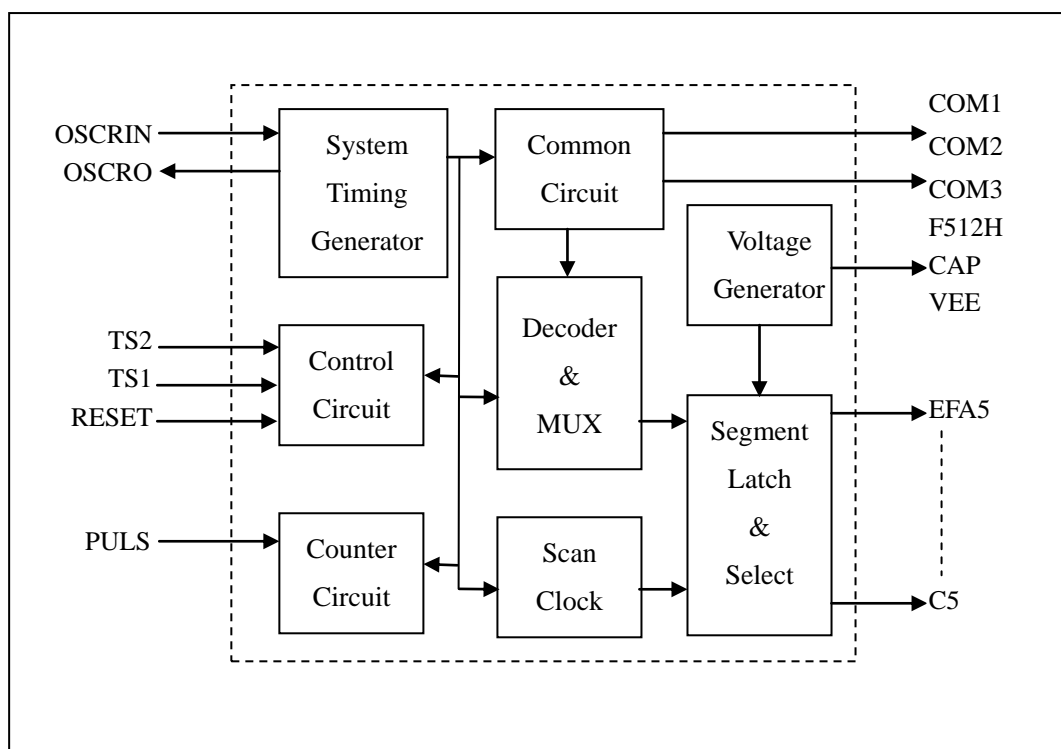 OSCRIN
OSCRO
System
Timing
Generator
Common
Circuit
COM1
COM2
COM3
F512H
CAP
VEE
Voltage
Generator
TS2
TS1
RESET
Control
Circuit
Decoder
&
MUX
Segment
Latch
&
Select
EFA5
C5
PULS
Counter
Circuit
Scan
Clock